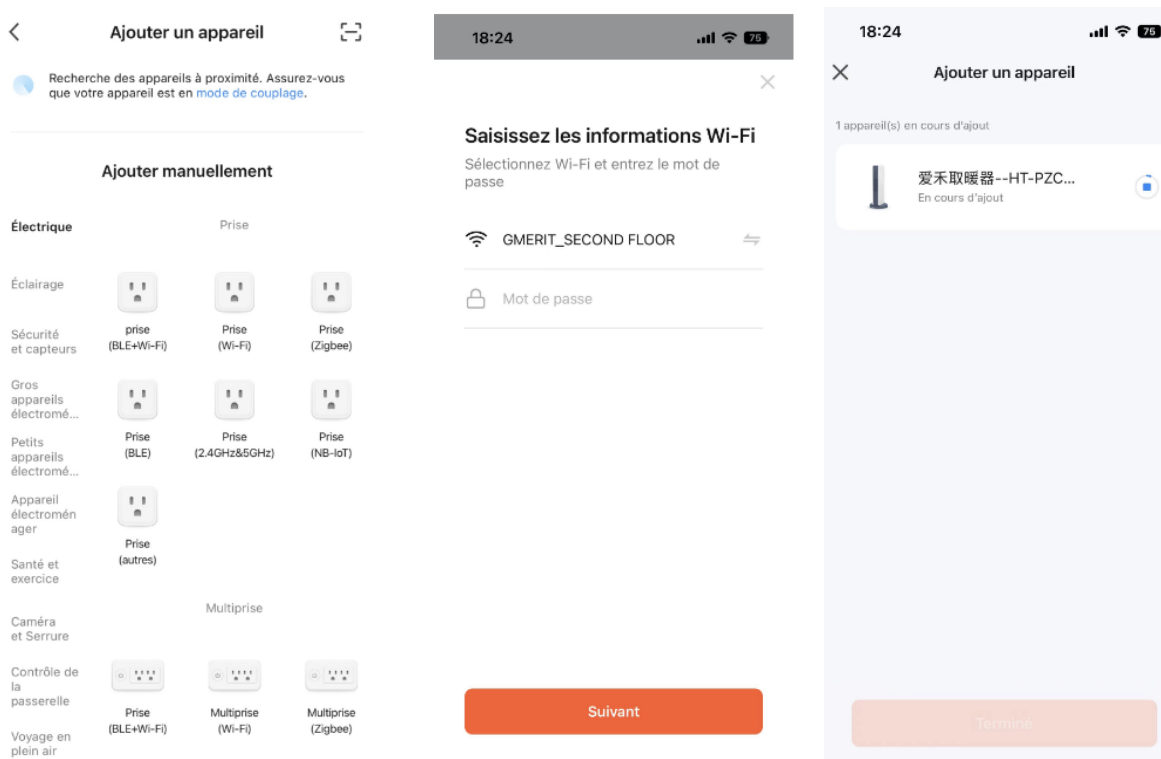 Ajouter un appareil
Recherche des appareils à proximité. Assurez-vous
que votre appareil est en mode de couplage.
Ajouter manuellement
Électrique
Éclairage
Sécurité
et capteurs
Gros
appareils
électromé...
Petits
appareils
électromé...
Appareil
électromén
ager
Santé et
exercice
Caméra
et Serrure
Contrôle de
la
passerelle
Voyage en
plein air
Prise
prise
(BLE+Wi-Fi)
Prise
(Wi-Fi)
Prise
(Zigbee)
Prise
(BLE)
Prise
(2.4GHz&5GHz)
Prise
(NB-IoT)
Prise
(autres)
Multiprise
Prise
(BLE+Wi-Fi)
Multiprise
(Wi-Fi)
Multiprise
(Zigbee)
18:24
75
Saisissez les informations Wi-Fi
Sélectionnez Wi-Fi et entrez le mot de
passe
GMERIT_SECOND FLOOR
Mot de passe
Suivant
18:24
75
Ajouter un appareil
1 appareil(s) en cours d'ajout
爱禾取暖器--HT-PZC...
En cours d'ajout
Terminé